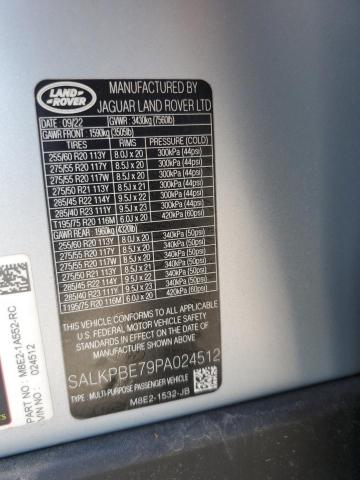 LAND-
-ROVER
MANUFACTURED BY
JAGUAR LAND ROVER LTD
DATE : 09/22 GVWR : 3430kg (7560lb)
GAWR FRONT : 1590kg (3505lb)
TIRES RIMS PRESSURE (COLD)
255/60 R20 113Y 8.0J x 20 300kPa (44psi)
275/55 R20 117Y 8.5J x 20 300kPa (44psi)
275/55 R20 117W 8.5J x 20 300kPa (44psi)
275/50 R21 113Y 8.5J x 21 300kPa (44psi)
285/45 R22 114Y 9.5J x 22 300kPa (44psi)
285/40 R23 111Y 9.5J x 23 300kPa (44psi)
T195/75 R20 116M 6.0J x 20 420kPa (60psi)
GAWR REAR : 1960kg (4320lb)
255/60 R20 113Y 8.0J x 20 340kPa (50psi)
275/55 R20 117Y 8.5J x 20 340kPa (50psi)
275/55 R20 117W 8.5J x 20 340kPa (50psi)
275/50 R21 113Y 8.5J x 21 340kPa (50psi)
285/45 R22 114Y 9.5J x 22 340kPa (50psi)
285/40 R23 111Y 9.5J x 23 340kPa (50psi)
T195/75 R20 116M 6.0J x 20 420kPa (60psi)
THIS VEHICLE CONFORMS TO ALL APPLICABLE
U.S. FEDERAL MOTOR VEHICLE SAFETY AND
THEFT PREVENTION STANDARDS IN EFFECT ON
THE DATE OF MANUFACTURE SHOWN ABOVE.
SALKPBE79PA024512
TYPE : MULTI-PURPOSE PASSENGER VEHICLE
M8E2-1532-JB
PART NO : M8E2-1A552-RC
VIN NO : 024512